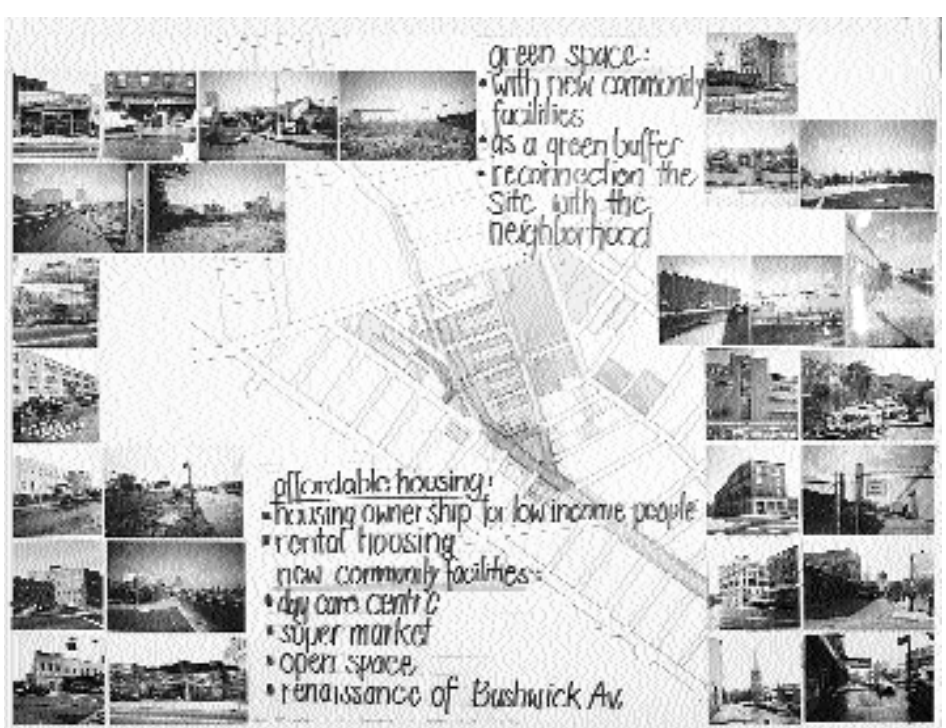 green space:
• with new community
facilities
• as a green buffer
• reconnection the
site with the
neighborhood
affordable housing:
• housing ownership for low income people
• rental housing
new community facilities:
• day care centre
• super market
• open space
• renaissance of Bushwick Av.